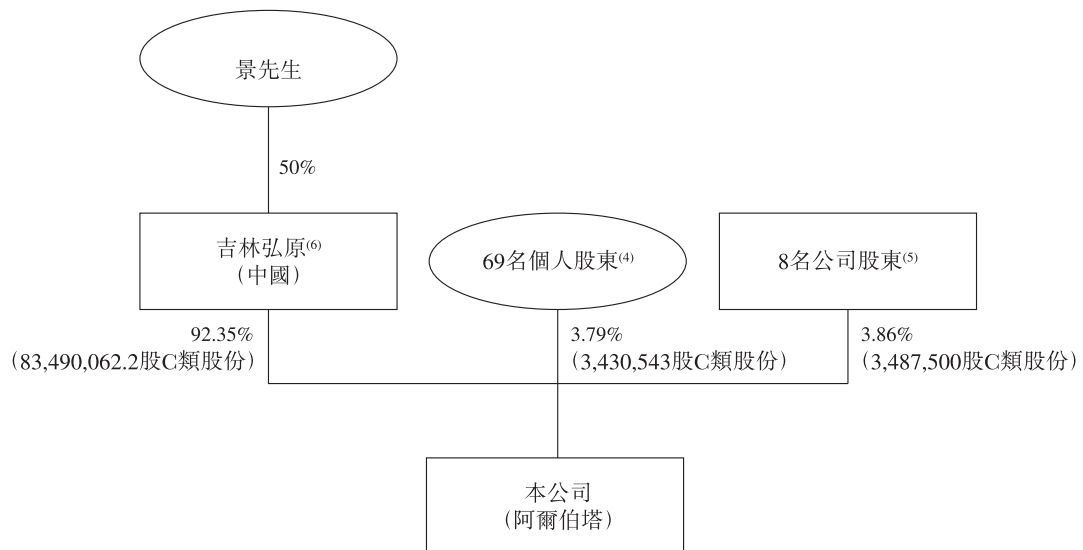 景先生
50%
吉林弘原(6)
(中國)
69名個人股東(4)
8名公司股東(5)
92.35%
(83,490,062.2股C類股份)
3.79%
(3,430,543股C類股份)
3.86%
(3,487,500股C類股份)
本公司
(阿爾伯塔)